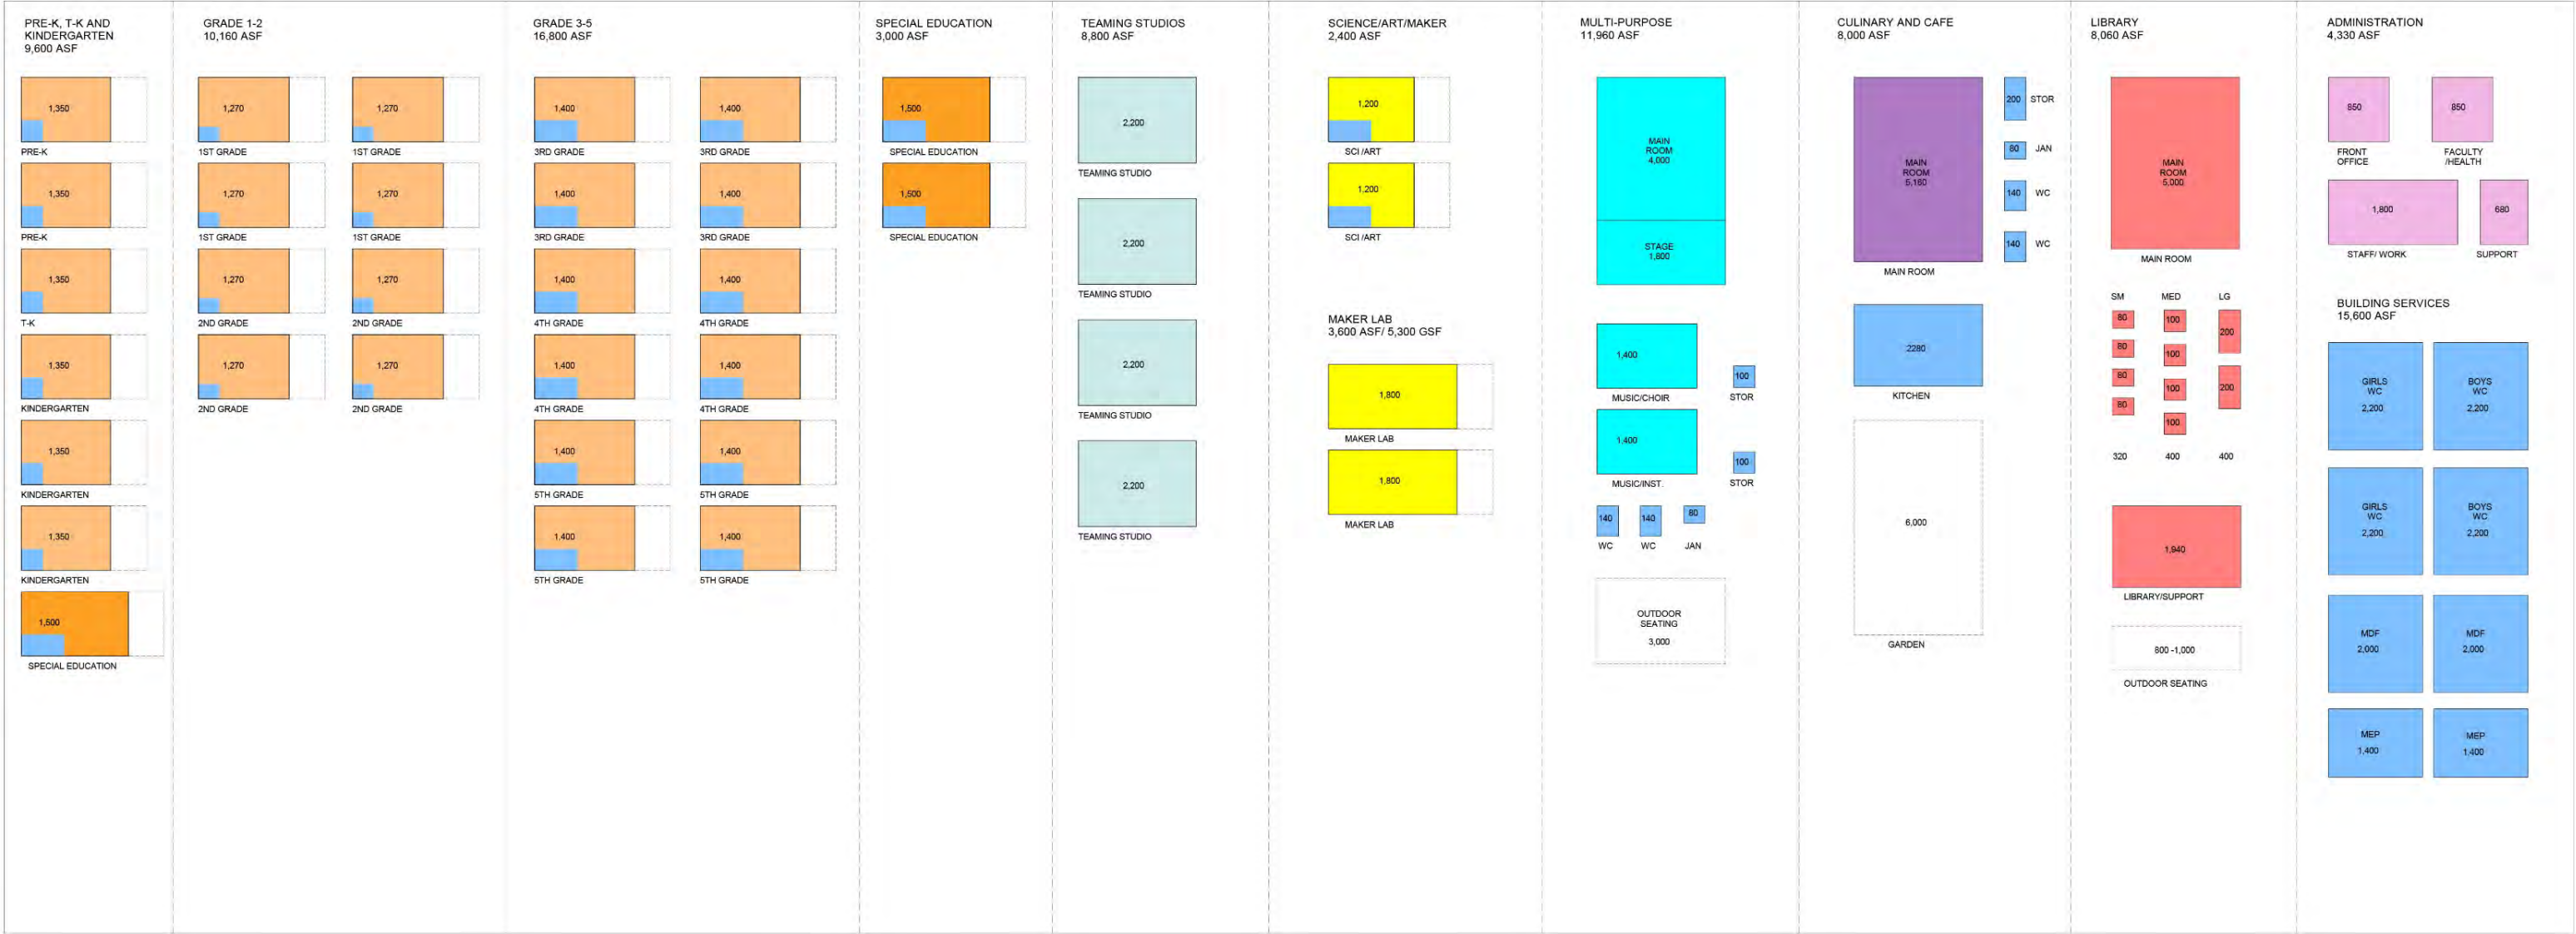 PRE-K, T-K AND
KINDERGARTEN
9,600 ASF
1,350
PRE-K
1,350
PRE-K
1,350
T-K
1,350
KINDERGARTEN
1,350
KINDERGARTEN
1,350
KINDERGARTEN
1,500
SPECIAL EDUCATION
GRADE 1-2
10,160 ASF
1,270
1,270
1ST GRADE
1ST GRADE
1,270
1,270
1ST GRADE
1ST GRADE
1,270
1,270
2ND GRADE
2ND GRADE
1,270
1,270
2ND GRADE
2ND GRADE
GRADE 3-5
16,800 ASF
1,400
1,400
3RD GRADE
3RD GRADE
1,400
1,400
3RD GRADE
3RD GRADE
1,400
1,400
4TH GRADE
4TH GRADE
1,400
1,400
4TH GRADE
4TH GRADE
1,400
1,400
5TH GRADE
5TH GRADE
1,400
1,400
5TH GRADE
5TH GRADE
SPECIAL EDUCATION
3,000 ASF
1,500
SPECIAL EDUCATION
1,500
SPECIAL EDUCATION
TEAMING STUDIOS
8,800 ASF
2,200
TEAMING STUDIO
2,200
TEAMING STUDIO
2,200
TEAMING STUDIO
2,200
TEAMING STUDIO
SCIENCE/ART/MAKER
2,400 ASF
1,200
SCI /ART
1,200
SCI /ART
MAKER LAB
3,600 ASF/ 5,300 GSF
1,800
MAKER LAB
1,800
MAKER LAB
MULTI-PURPOSE
11,960 ASF
MAIN
ROOM
4,000
STAGE
1,800
1,400
100
MUSIC/CHOIR
STOR
1,400
100
MUSIC/INST.
STOR
140
140
80
WC
WC
JAN
OUTDOOR
SEATING
3,000
CULINARY AND CAFE
8,000 ASF
MAIN
ROOM
5,160
MAIN ROOM
200 STOR
80 JAN
140 WC
140 WC
2280
KITCHEN
6,000
GARDEN
LIBRARY
8,060 ASF
MAIN
ROOM
5,000
MAIN ROOM
SM
MED
LG
80
100
200
80
100
80
100
200
80
100
320
400
400
1,940
LIBRARY/SUPPORT
800 -1,000
OUTDOOR SEATING
ADMINISTRATION
4,330 ASF
850
850
FRONT
OFFICE
FACULTY
/HEALTH
1,800
680
STAFF/ WORK
SUPPORT
BUILDING SERVICES
15,600 ASF
GIRLS
WC
2,200
BOYS
WC
2,200
GIRLS
WC
2,200
BOYS
WC
2,200
MDF
2,000
MDF
2,000
MEP
1,400
MEP
1,400